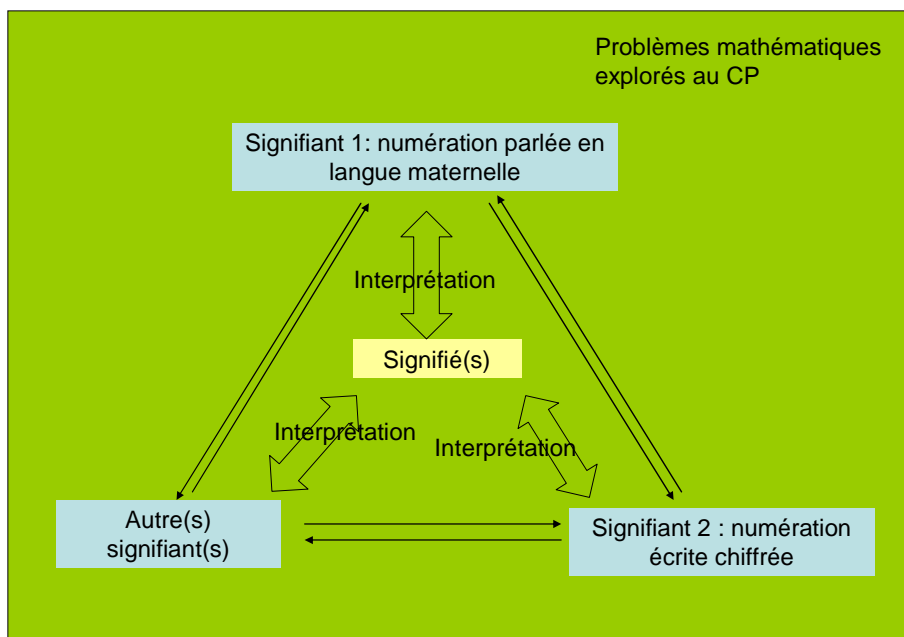 Problèmes mathématiques
explorés au CP
Signifiant 1: numération parlée en
langue maternelle
Interprétation
Signifié(s)
Interprétation
Interprétation
Autre(s)
signifiant(s)
Signifiant 2 : numération
écrite chiffrée